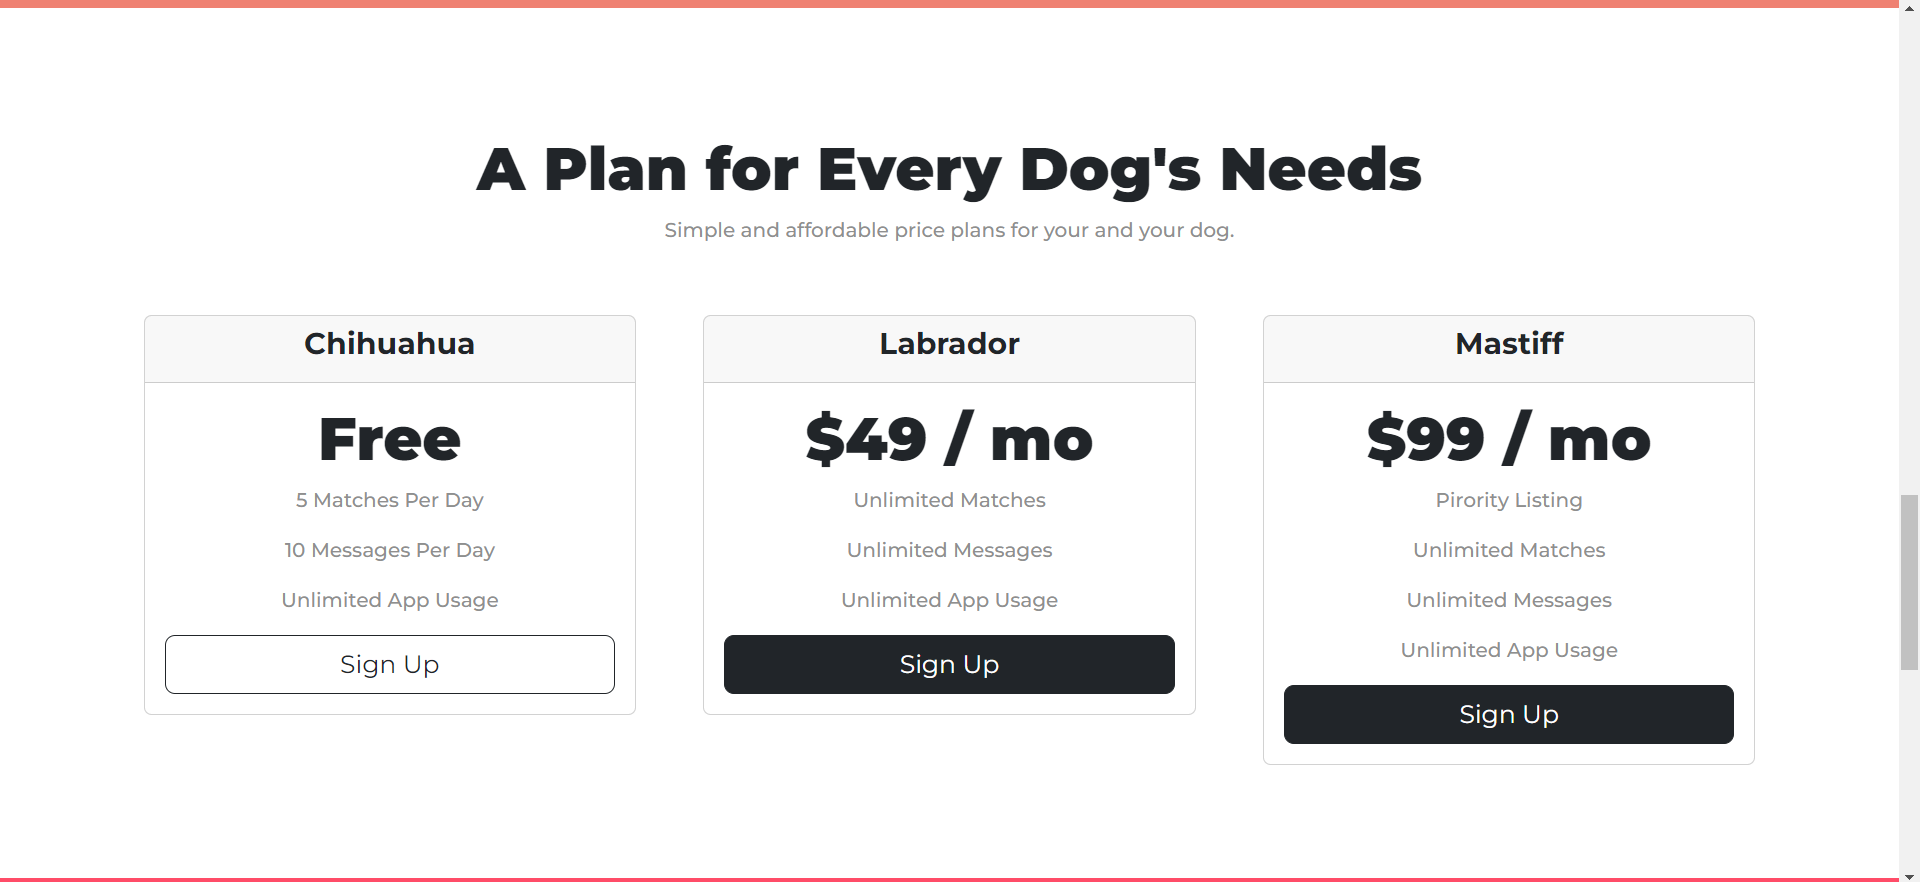 A Plan for Every Dog's Needs
Simple and affordable price plans for your and your dog.
Chihuahua
Free
5 Matches Per Day
10 Messages Per Day
Unlimited App Usage
Sign Up
Labrador
$49 / mo
Unlimited Matches
Unlimited Messages
Unlimited App Usage
Sign Up
Mastiff
$99 / mo
Pirority Listing
Unlimited Matches
Unlimited Messages
Unlimited App Usage
Sign Up